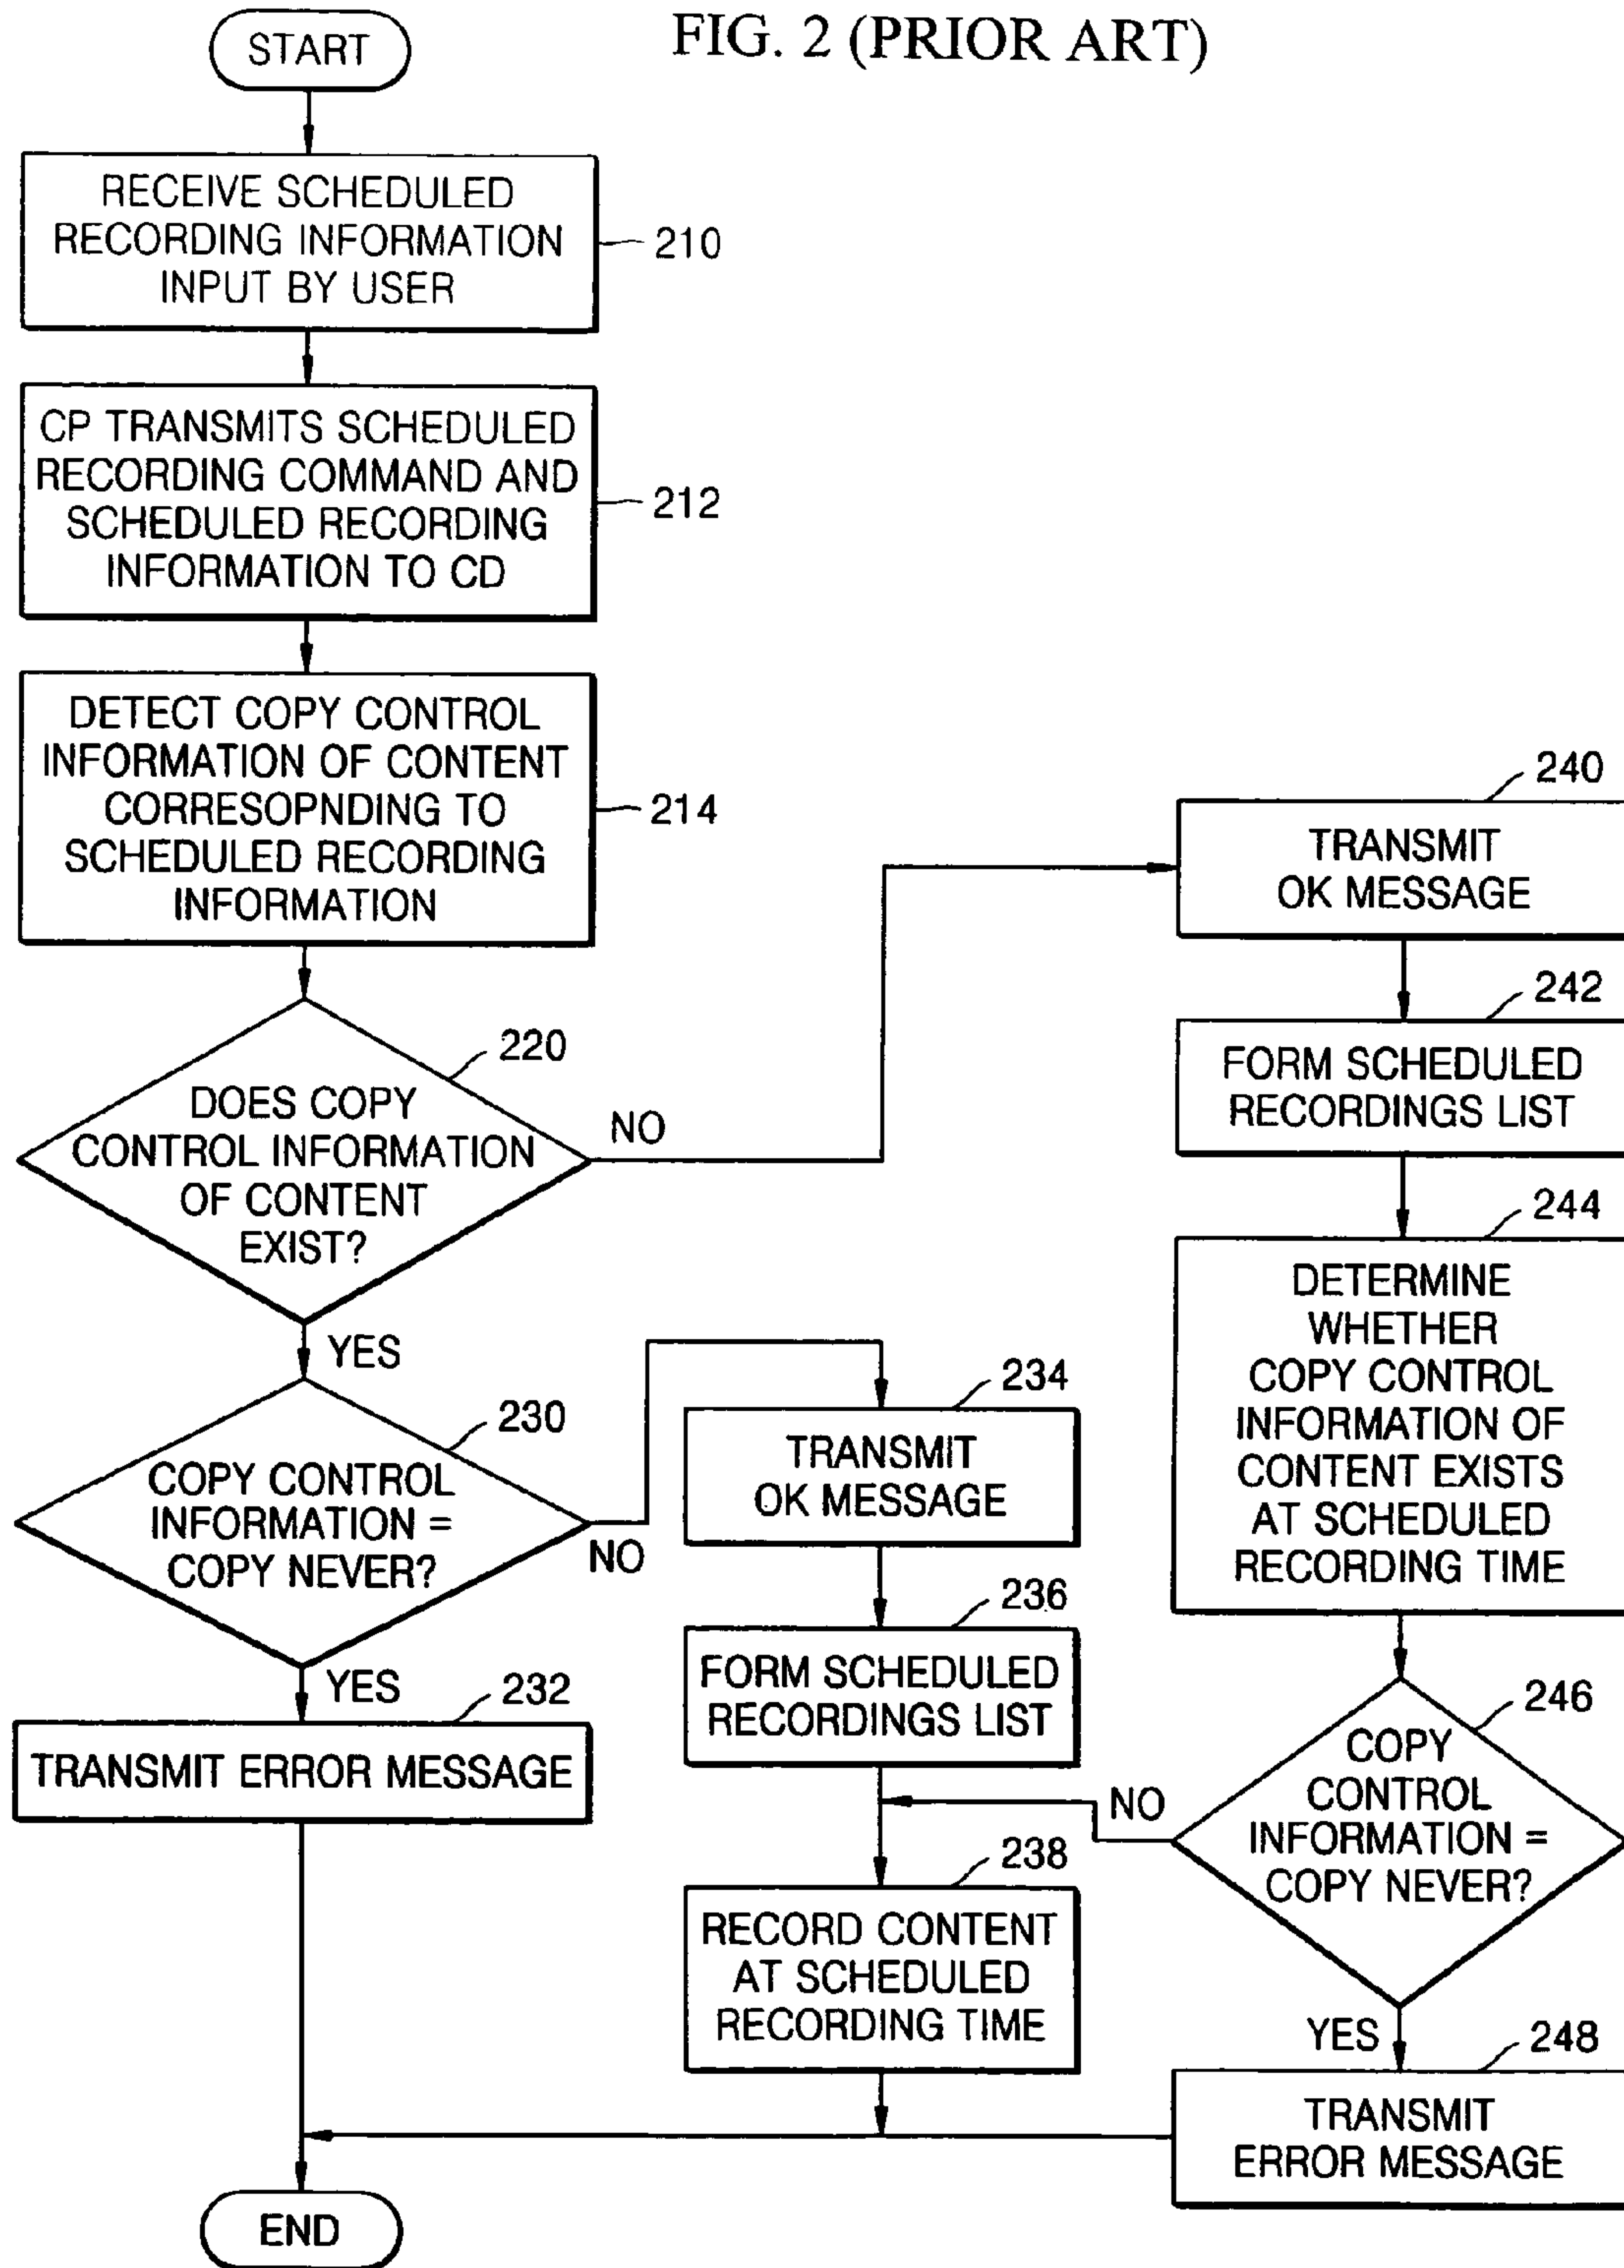 FIG. 2 (PRIOR ART)
START
RECEIVE SCHEDULED
RECORDING INFORMATION
INPUT BY USER
210
CP TRANSMITS SCHEDULED
RECORDING COMMAND AND
SCHEDULED RECORDING
INFORMATION TO CD
212
DETECT COPY CONTROL
INFORMATION OF CONTENT
CORRESOPNDING TO
SCHEDULED RECORDING
INFORMATION
214
220
DOES COPY
CONTROL INFORMATION
OF CONTENT
EXIST?
NO
YES
230
COPY CONTROL
INFORMATION =
COPY NEVER?
NO
YES
232
TRANSMIT ERROR MESSAGE
234
TRANSMIT
OK MESSAGE
236
FORM SCHEDULED
RECORDINGS LIST
238
RECORD CONTENT
AT SCHEDULED
RECORDING TIME
240
TRANSMIT
OK MESSAGE
242
FORM SCHEDULED
RECORDINGS LIST
244
DETERMINE
WHETHER
COPY CONTROL
INFORMATION OF
CONTENT EXISTS
AT SCHEDULED
RECORDING TIME
246
COPY
CONTROL
INFORMATION =
COPY NEVER?
NO
YES
248
TRANSMIT
ERROR MESSAGE
END